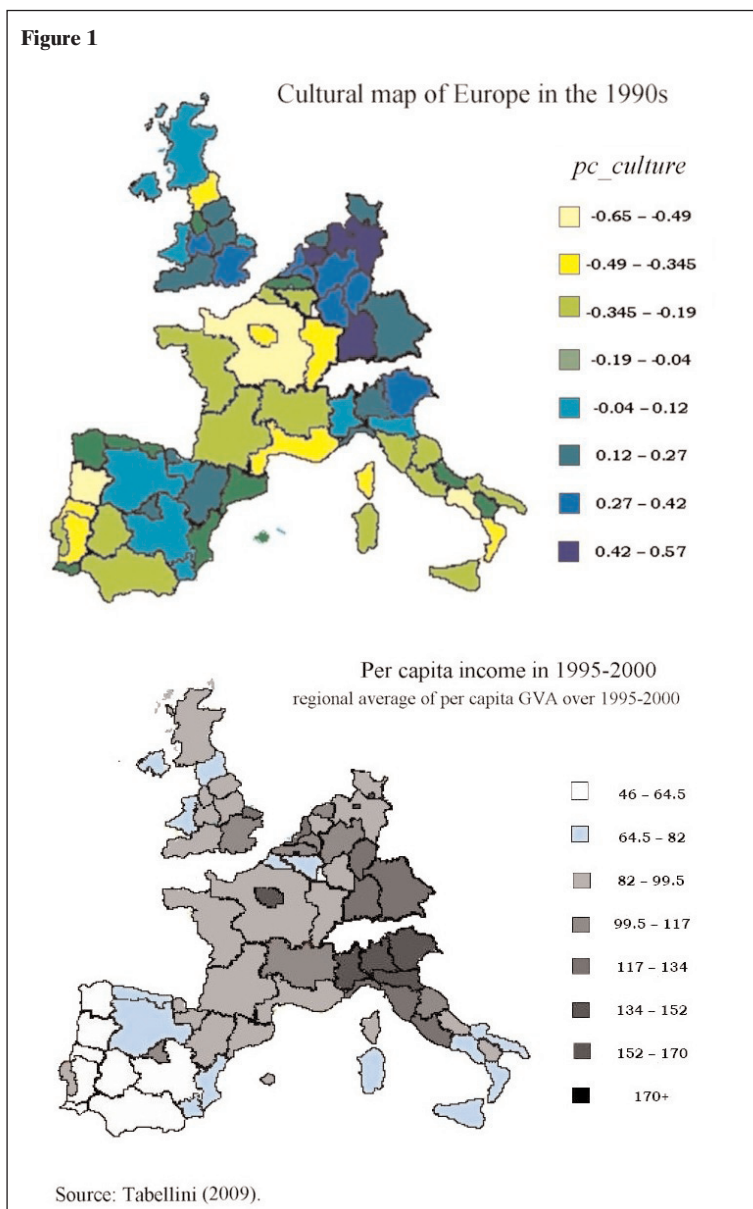 Figure 1
Cultural map of Europe in the 1990s
pc_culture
-0.65 – -0.49
-0.49 – -0.345
-0.345 – -0.19
-0.19 – -0.04
-0.04 – 0.12
0.12 – 0.27
0.27 – 0.42
0.42 – 0.57
Per capita income in 1995-2000
regional average of per capita GVA over 1995-2000
46 – 64.5
64.5 – 82
82 – 99.5
99.5 – 117
117 – 134
134 – 152
152 – 170
170+
Source: Tabellini (2009).